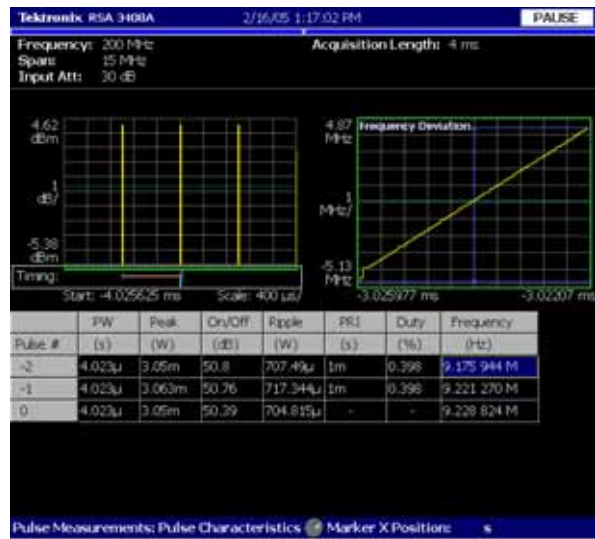 Tektronix RSA 3408A 2/16/05 1:17:02 PM PAUSE
Frequency: 200 MHz Acquisition Length: 4 ms
Span: 15 MHz
Input Att: 30 dB
4.62 dBm
1 dB/
-5.38 dBm
Timing:
Start: -4.025625 ms Scale: 400 µs/
4.87 MHz
Frequency Deviation
1 MHz/
-5.13 MHz
-3.025977 ms -3.02207 ms
PW Peak On/Off Ripple PRI Duty Frequency
Pulse # (s) (W) (dB) (W) (s) (%) (Hz)
-2 4.023µ 3.05m 50.8 707.49µ 1m 0.398 9.175 944 M
-1 4.023µ 3.063m 50.76 717.344µ 1m 0.398 9.221 270 M
0 4.023µ 3.05m 50.39 704.815µ - - 9.228 824 M
Pulse Measurements: Pulse Characteristics Marker X Position: s